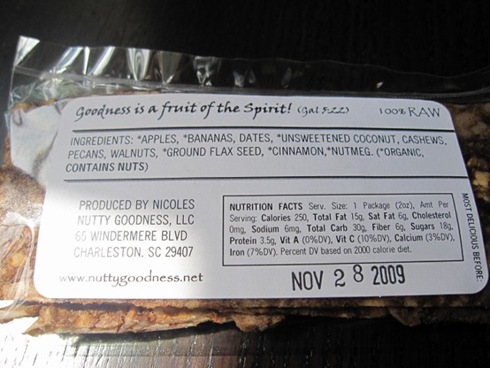 Goodness is a fruit of the Spirit! (Gal 5:22) 100% RAW
INGREDIENTS: *APPLES, *BANANAS, DATES, *UNSWEETENED COCONUT, CASHEWS,
PECANS, WALNUTS, *GROUND FLAX SEED, *CINNAMON,*NUTMEG. (*ORGANIC,
CONTAINS NUTS)
PRODUCED BY NICOLES
NUTTY GOODNESS, LLC
65 WINDERMERE BLVD
CHARLESTON, SC 29407
www.nuttygoodness.net
NUTRITION FACTS Serv. Size: 1 Package (2oz), Amt Per
Serving: Calories 250, Total Fat 15g, Sat Fat 6g, Cholesterol
0mg, Sodium 6mg, Total Carb 30g, Fiber 6g, Sugars 18g,
Protein 3.5g, Vit A (0%DV), Vit C (10%DV), Calcium (3%DV),
Iron (7%DV). Percent DV based on 2000 calorie diet.
MOST DELICIOUS BEFORE:
NOV 28 2009